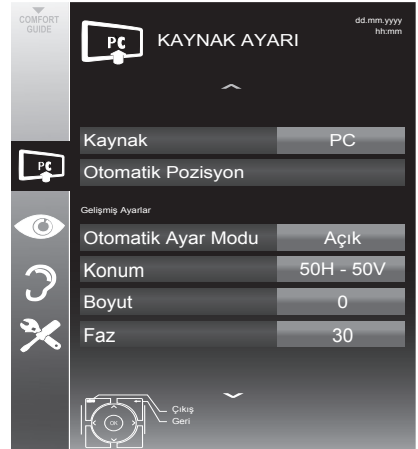 COMFORT
GUIDE
PC KAYNAK AYARI
dd.mm.yyyy
hh:mm
Kaynak PC
PC
Otomatik Pozisyon
Gelişmiş Ayarlar
Otomatik Ayar Modu Açık
Konum 50H - 50V
Boyut 0
Faz 30
OK
Çıkış
Geri